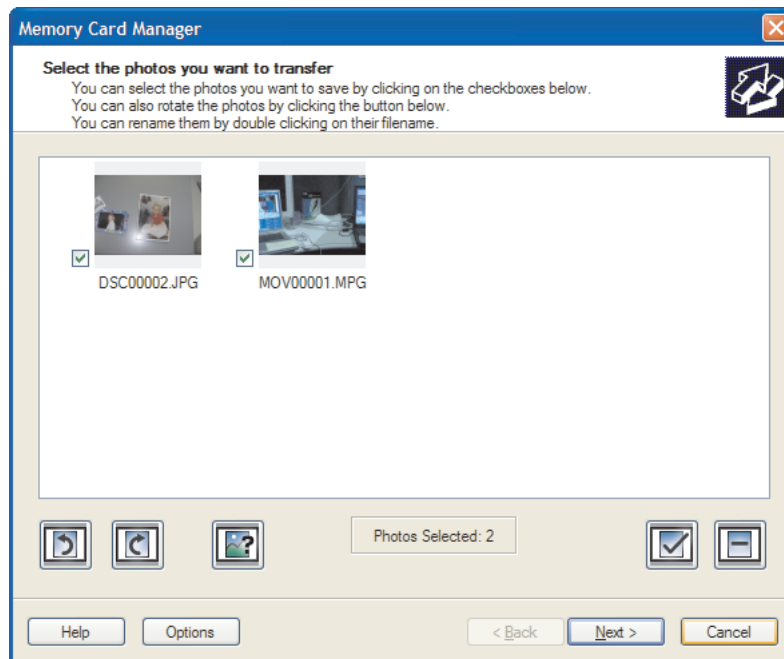 Memory Card Manager
Select the photos you want to transfer
You can select the photos you want to save by clicking on the checkboxes below.
You can also rotate the photos by clicking the button below.
You can rename them by double clicking on their filename.
DSC00002.JPG MOV00001.MPG
Photos Selected: 2
Help Options < Back Next > Cancel